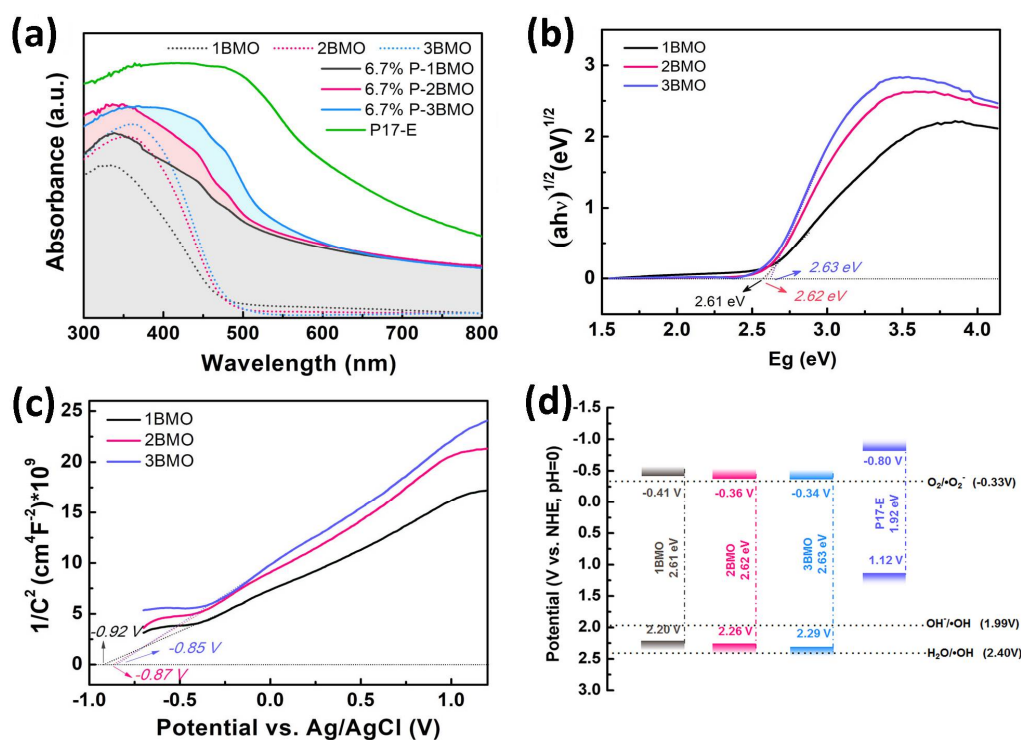 (a)
1BMO 2BMO 3BMO
6.7% P-1BMO
6.7% P-2BMO
6.7% P-3BMO
P17-E
Absorbance (a.u.)
300 400 500 600 700 800
Wavelength (nm)
(b)
1BMO
2BMO
3BMO
(ahν)^1/2 (eV)^1/2
3
2
1
0
2.61 eV
2.62 eV
2.63 eV
1.5 2.0 2.5 3.0 3.5 4.0
Eg (eV)
(c)
1BMO
2BMO
3BMO
1/C² (cm⁴F⁻²)*10⁹
25
20
15
10
5
0
-0.92 V
-0.85 V
-0.87 V
-1.0 -0.5 0.0 0.5 1.0
Potential vs. Ag/AgCl (V)
(d)
Potential (V vs. NHE, pH=0)
-1.5
-1.0
-0.5
0.0
0.5
1.0
1.5
2.0
2.5
3.0
-0.41 V
1BMO
2.61 eV
2.20 V
-0.36 V
2BMO
2.62 eV
2.26 V
-0.34 V
3BMO
2.63 eV
2.29 V
-0.80 V
P17-E
1.92 eV
1.12 V
O₂/•O₂⁻ (-0.33V)
OH⁻/•OH (1.99V)
H₂O/•OH (2.40V)